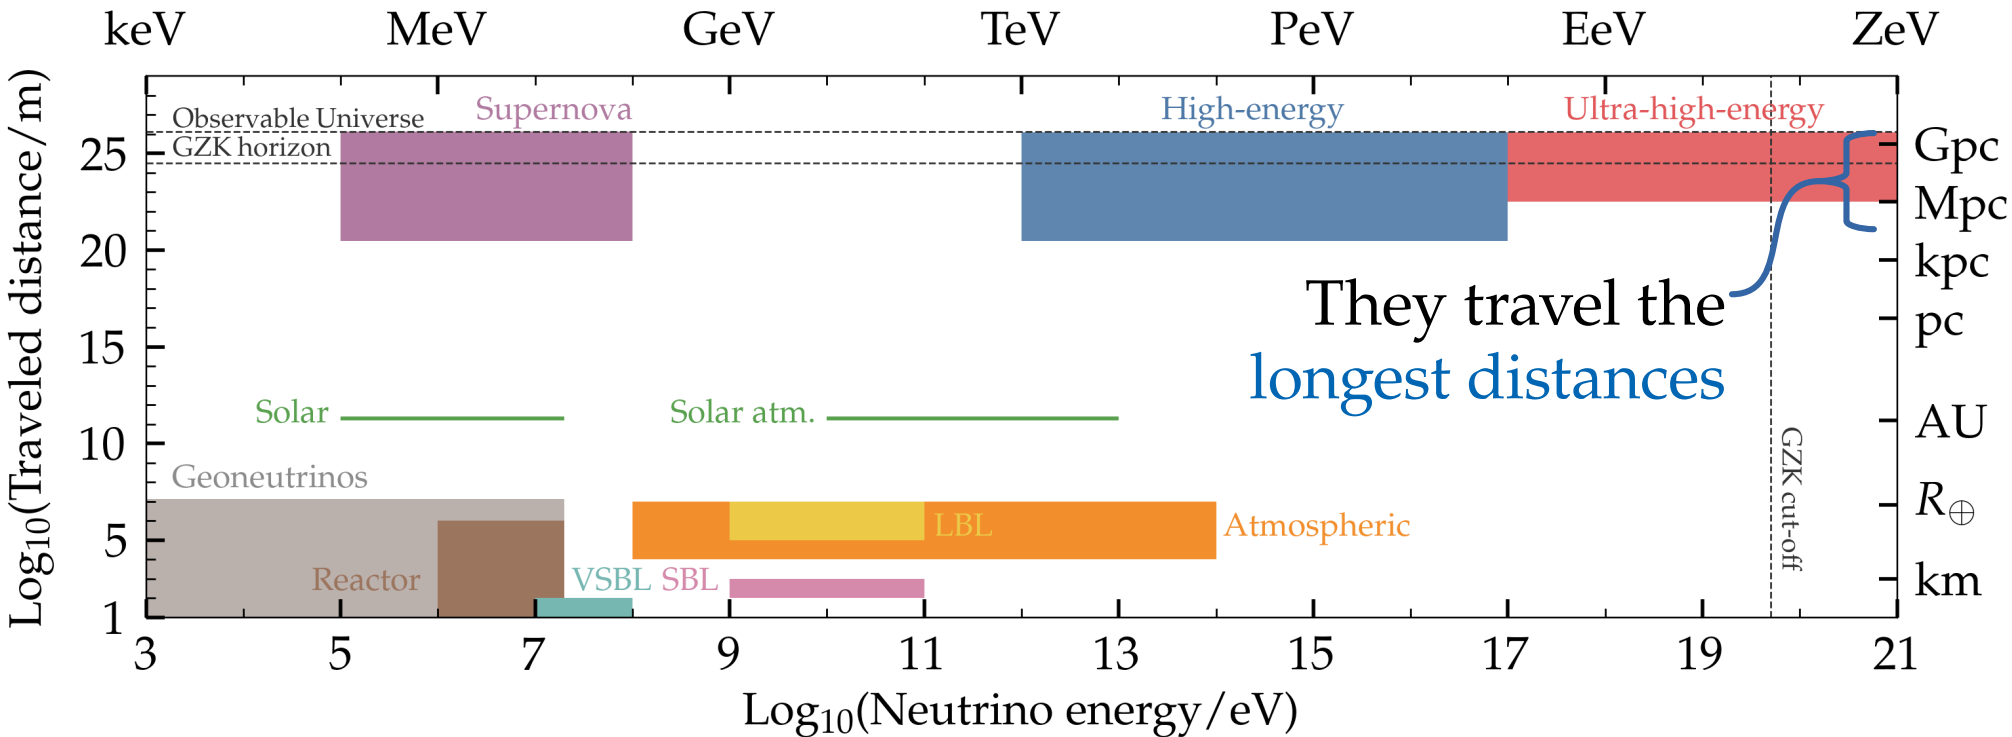 keV MeV GeV TeV PeV EeV ZeV
Observable Universe
Supernova
High-energy
Ultra-high-energy
GZK horizon
25
20
15
10
5
1
Log₁₀(Traveled distance/m)
Gpc
Mpc
kpc
pc
AU
R⊕
km
They travel the
longest distances
Solar
Solar atm.
Geoneutrinos
GZK cut-off
LBL
Atmospheric
Reactor
VSBL
SBL
3 5 7 9 11 13 15 17 19 21
Log₁₀(Neutrino energy/eV)